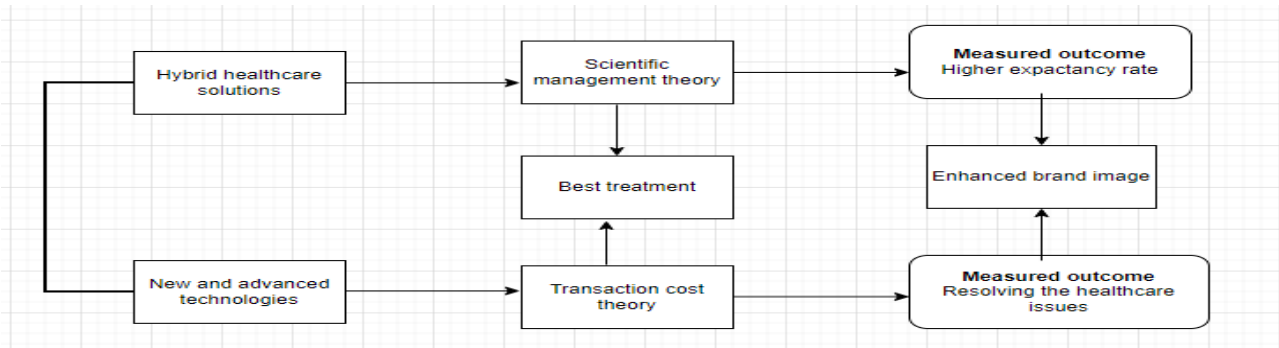 Hybrid healthcare
solutions
Scientific
management theory
Measured outcome
Higher expactancy rate
Best treatment
Enhanced brand image
New and advanced
technologies
Transaction cost
theory
Measured outcome
Resolving the healthcare
issues